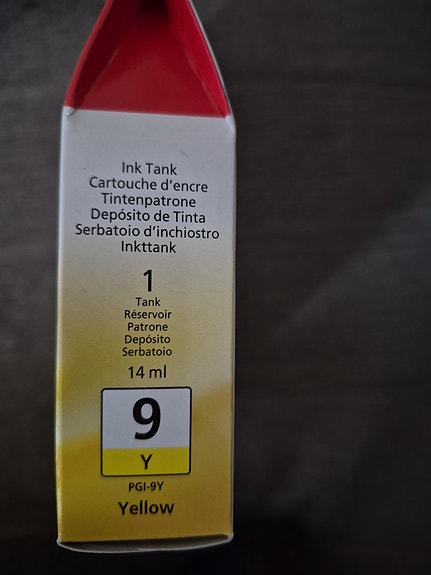 Ink Tank
Cartouche d'encre
Tintenpatrone
Depósito de Tinta
Serbatoio d'inchiostro
Inkttank
1
Tank
Réservoir
Patrone
Depósito
Serbatoio
14 ml
9
Y
PGI-9Y
Yellow